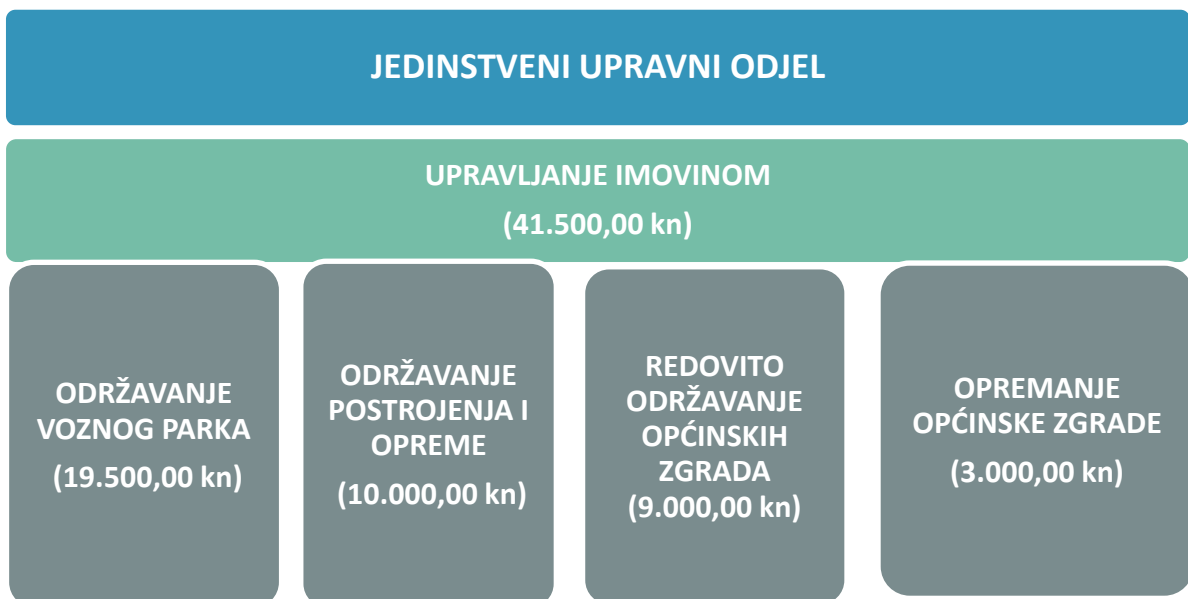 JEDINSTVENI UPRAVNI ODJEL
UPRAVLJANJE IMOVINOM
(41.500,00 kn)
ODRŽAVANJE
VOZNOG PARKA
(19.500,00 kn)
ODRŽAVANJE
POSTROJENJA I
OPREME
(10.000,00 kn)
REDOVITO
ODRŽAVANJE
OPĆINSKIH
ZGRADA
(9.000,00 kn)
OPREMANJE
OPĆINSKE ZGRADE
(3.000,00 kn)